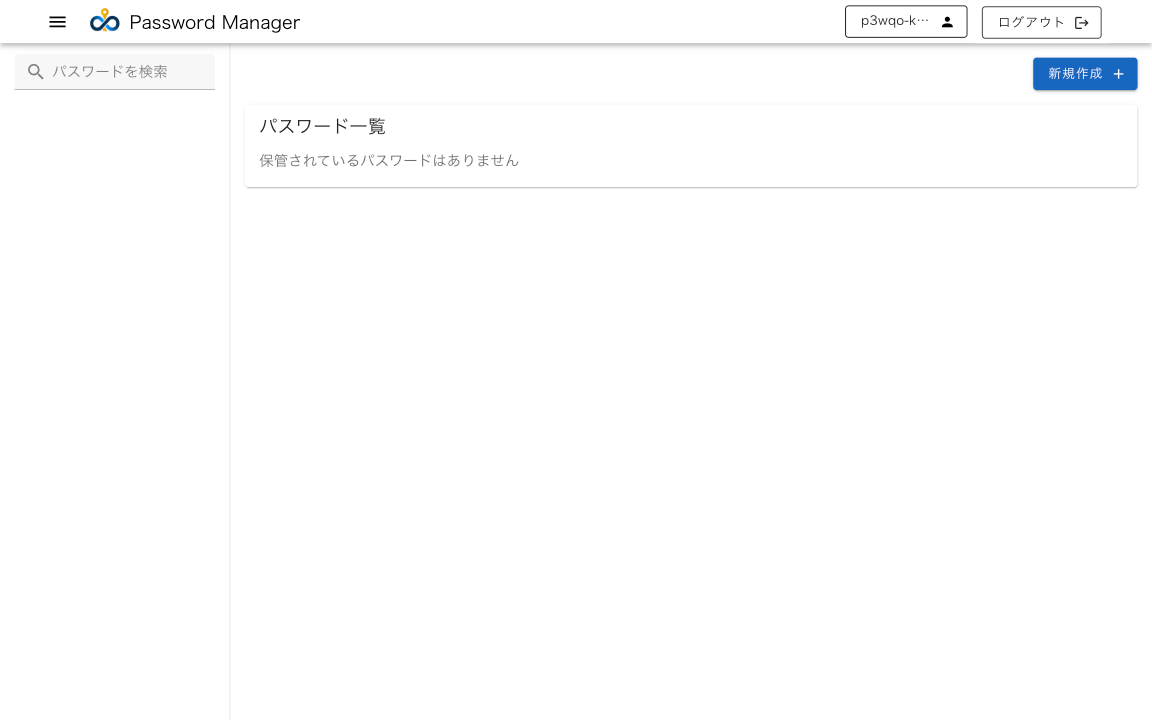 Password Manager
p3wqo-k…
ログアウト
パスワードを検索
新規作成
パスワード一覧
保管されているパスワードはありません